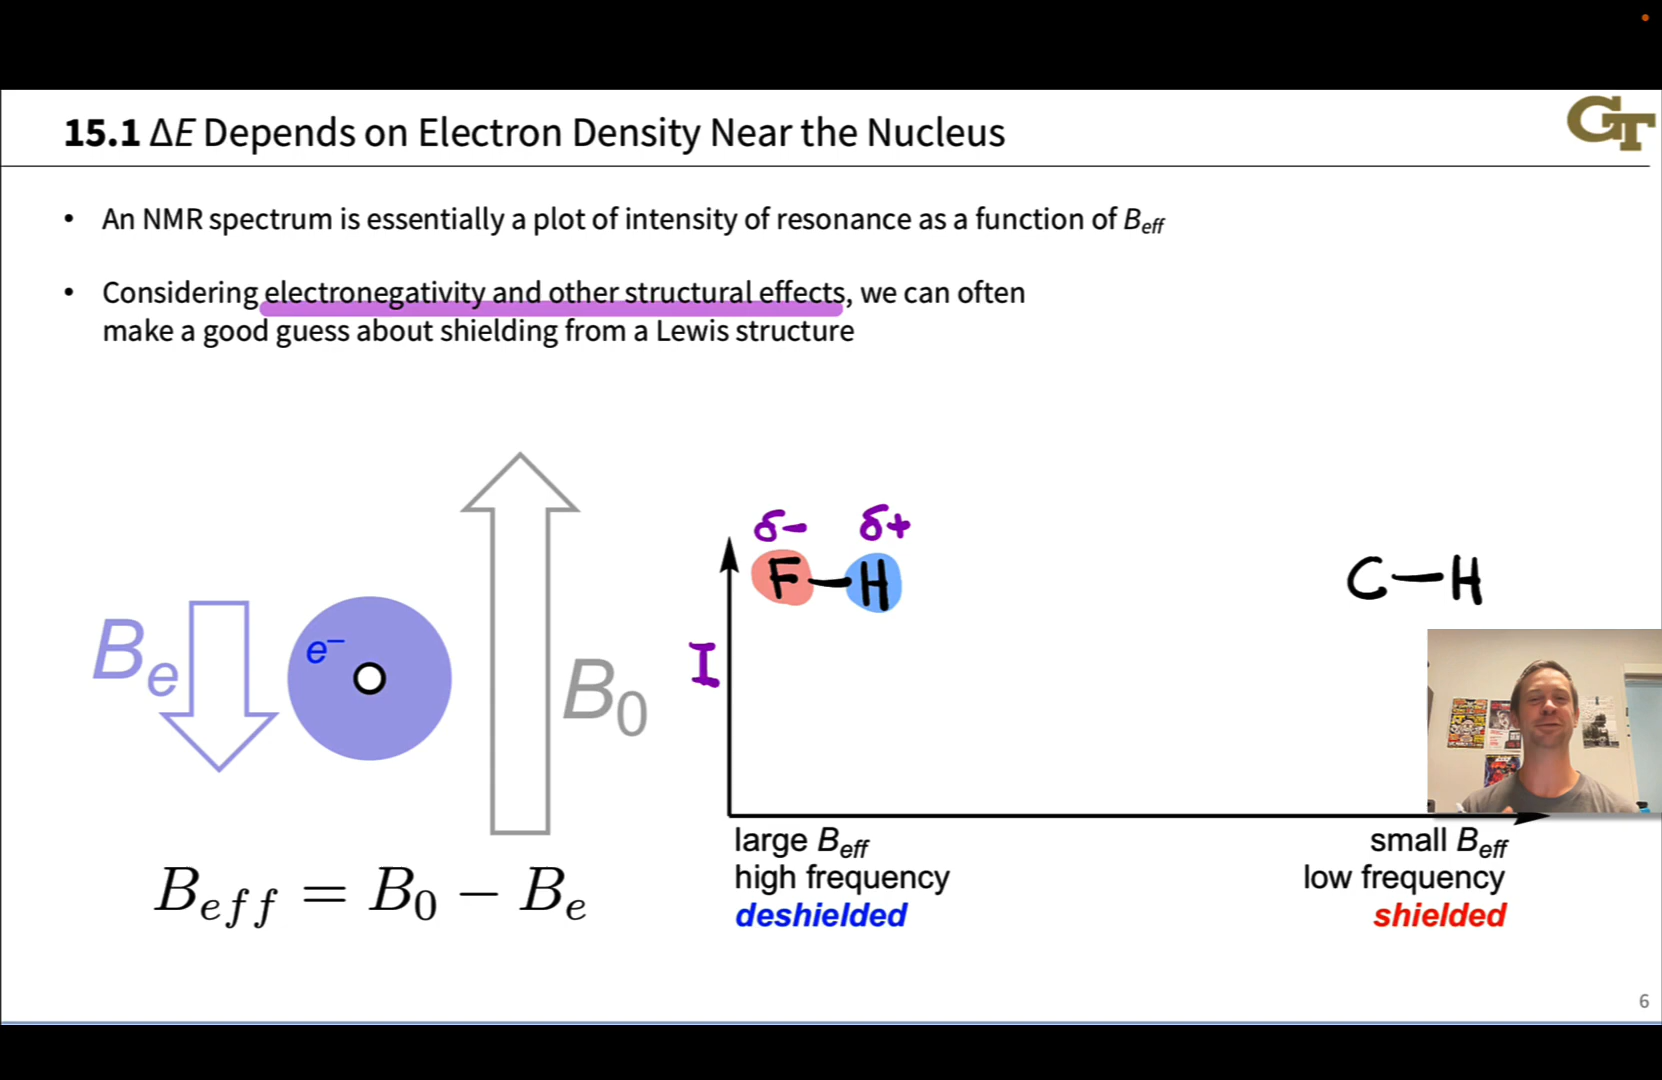 15.1 ΔE Depends on Electron Density Near the Nucleus
GT
• An NMR spectrum is essentially a plot of intensity of resonance as a function of Beff
• Considering electronegativity and other structural effects, we can often
make a good guess about shielding from a Lewis structure
δ− δ+
F—H
C—H
Be
e−
B0
I
large Beff
high frequency
deshielded
small Beff
low frequency
shielded
Beff = B0 − Be
6